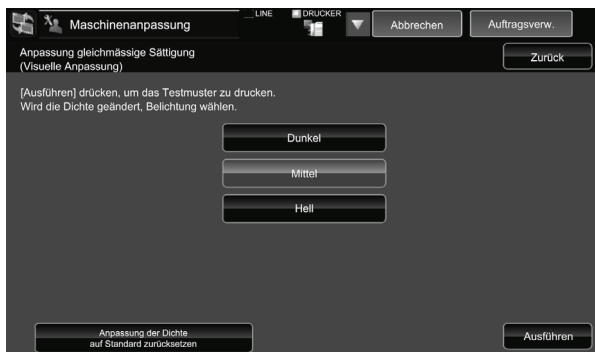 LINE DRUCKER
Maschinenanpassung
Abbrechen
Auftragsverw.
Anpassung gleichmässige Sättigung
(Visuelle Anpassung)
Zurück
[Ausführen] drücken, um das Testmuster zu drucken.
Wird die Dichte geändert, Belichtung wählen.
Dunkel
Mittel
Hell
Anpassung der Dichte
auf Standard zurücksetzen
Ausführen